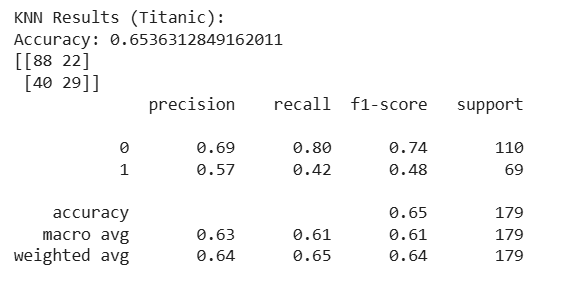 KNN Results (Titanic):
Accuracy: 0.6536312849162011
[[88 22]
 [40 29]]
              precision    recall  f1-score   support

           0       0.69      0.80      0.74       110
           1       0.57      0.42      0.48        69

    accuracy                           0.65       179
   macro avg       0.63      0.61      0.61       179
weighted avg       0.64      0.65      0.64       179